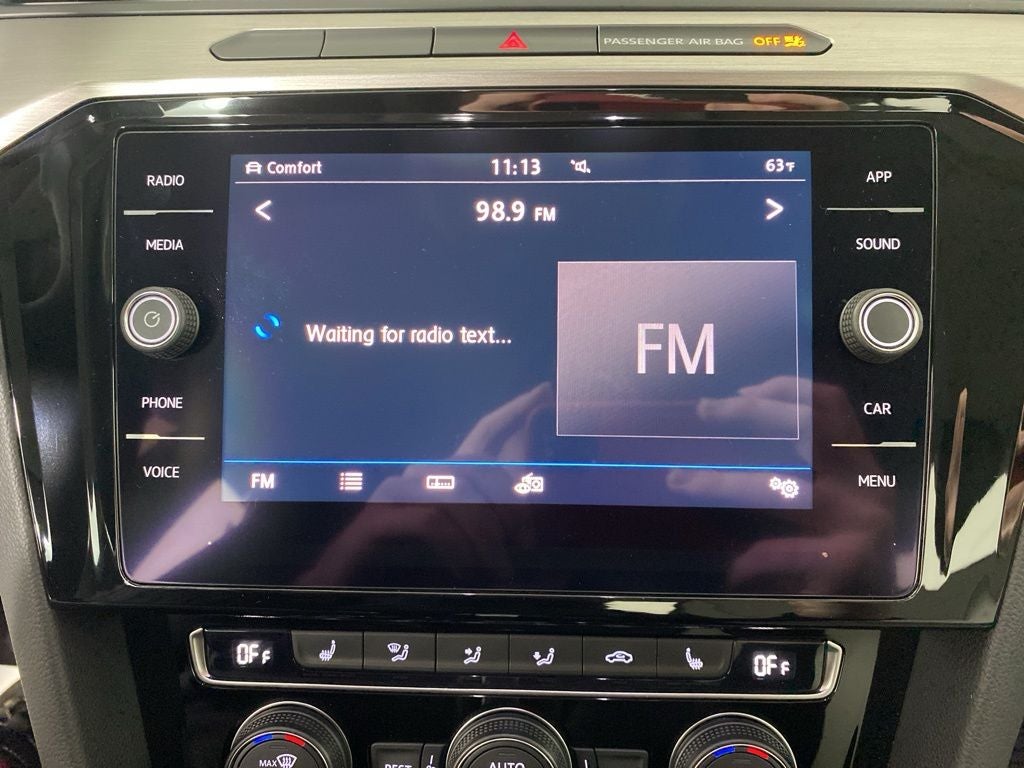 PASSENGER AIR BAG OFF
Comfort 11:13 63°F
RADIO
APP
98.9 FM
MEDIA
SOUND
Waiting for radio text...
FM
PHONE
CAR
VOICE
FM
MENU
OFF
OFF
MAX
REST
AUTO